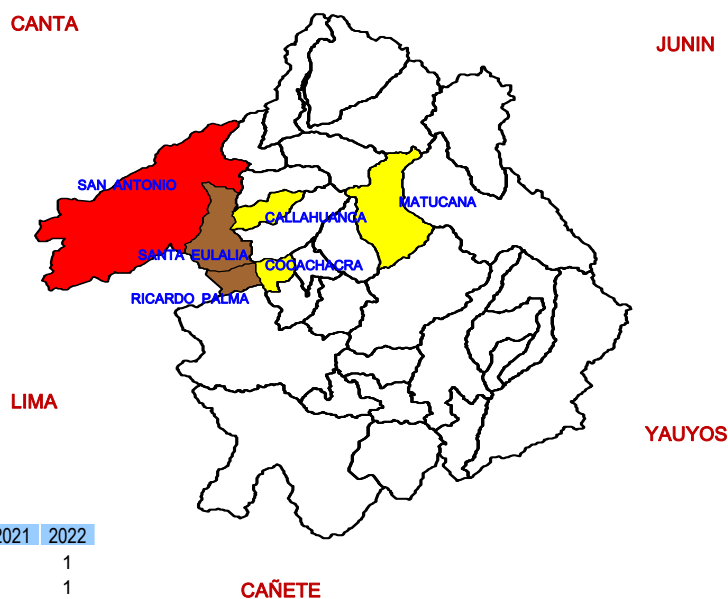 CANTA
JUNIN
SAN ANTONIO
MATUCANA
CALLAHUANCA
SANTA EULALIA
COCACHACRA
RICARDO PALMA
LIMA
YAUYOS
2021 2022
1
1
CAÑETE